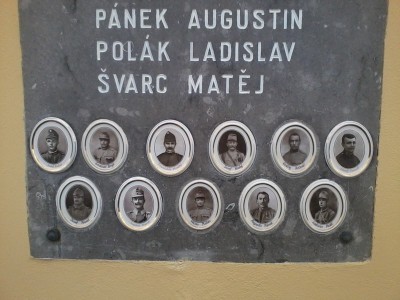 PÁNEK AUGUSTIN
POLÁK LADISLAV
ŠVARC MATĚJ